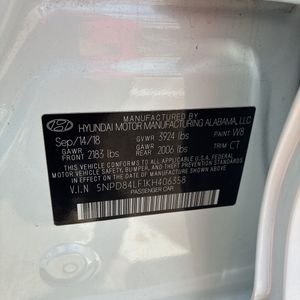 MANUFACTURED BY
HYUNDAI MOTOR MANUFACTURING ALABAMA, LLC
Sep/14/18 GVWR 3924 lbs PAINT W8
GAWR FRONT 2183 lbs GAWR REAR 2006 lbs TRIM CT
THIS VEHICLE CONFORMS TO ALL APPLICABLE
U.S. FEDERAL MOTOR VEHICLE SAFETY, BUMPER,
AND THEFT PREVENTION STANDARDS IN EFFECT
ON THE DATE OF MANUFACTURE SHOWN ABOVE.
V.I.N 5NPD84LF1KH406358
PASSENGER CAR